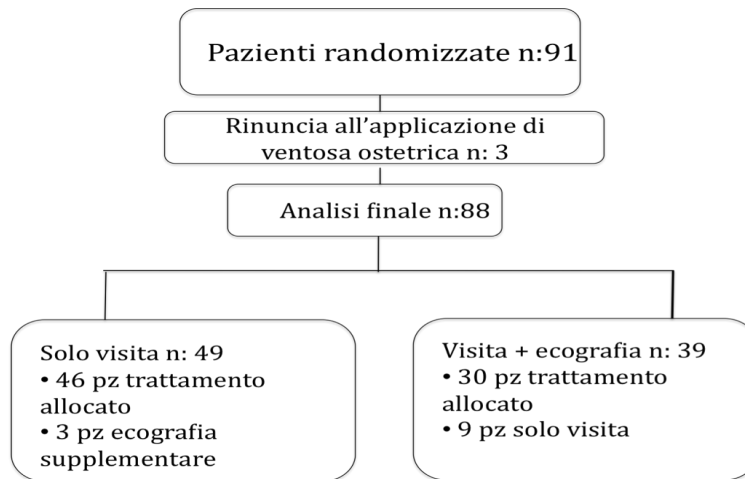 Pazienti randomizzate n:91
Rinuncia all'applicazione di
ventosa ostetrica n: 3
Analisi finale n:88
Solo visita n: 49
• 46 pz trattamento
allocato
• 3 pz ecografia
supplementare
Visita + ecografia n: 39
• 30 pz trattamento
allocato
• 9 pz solo visita